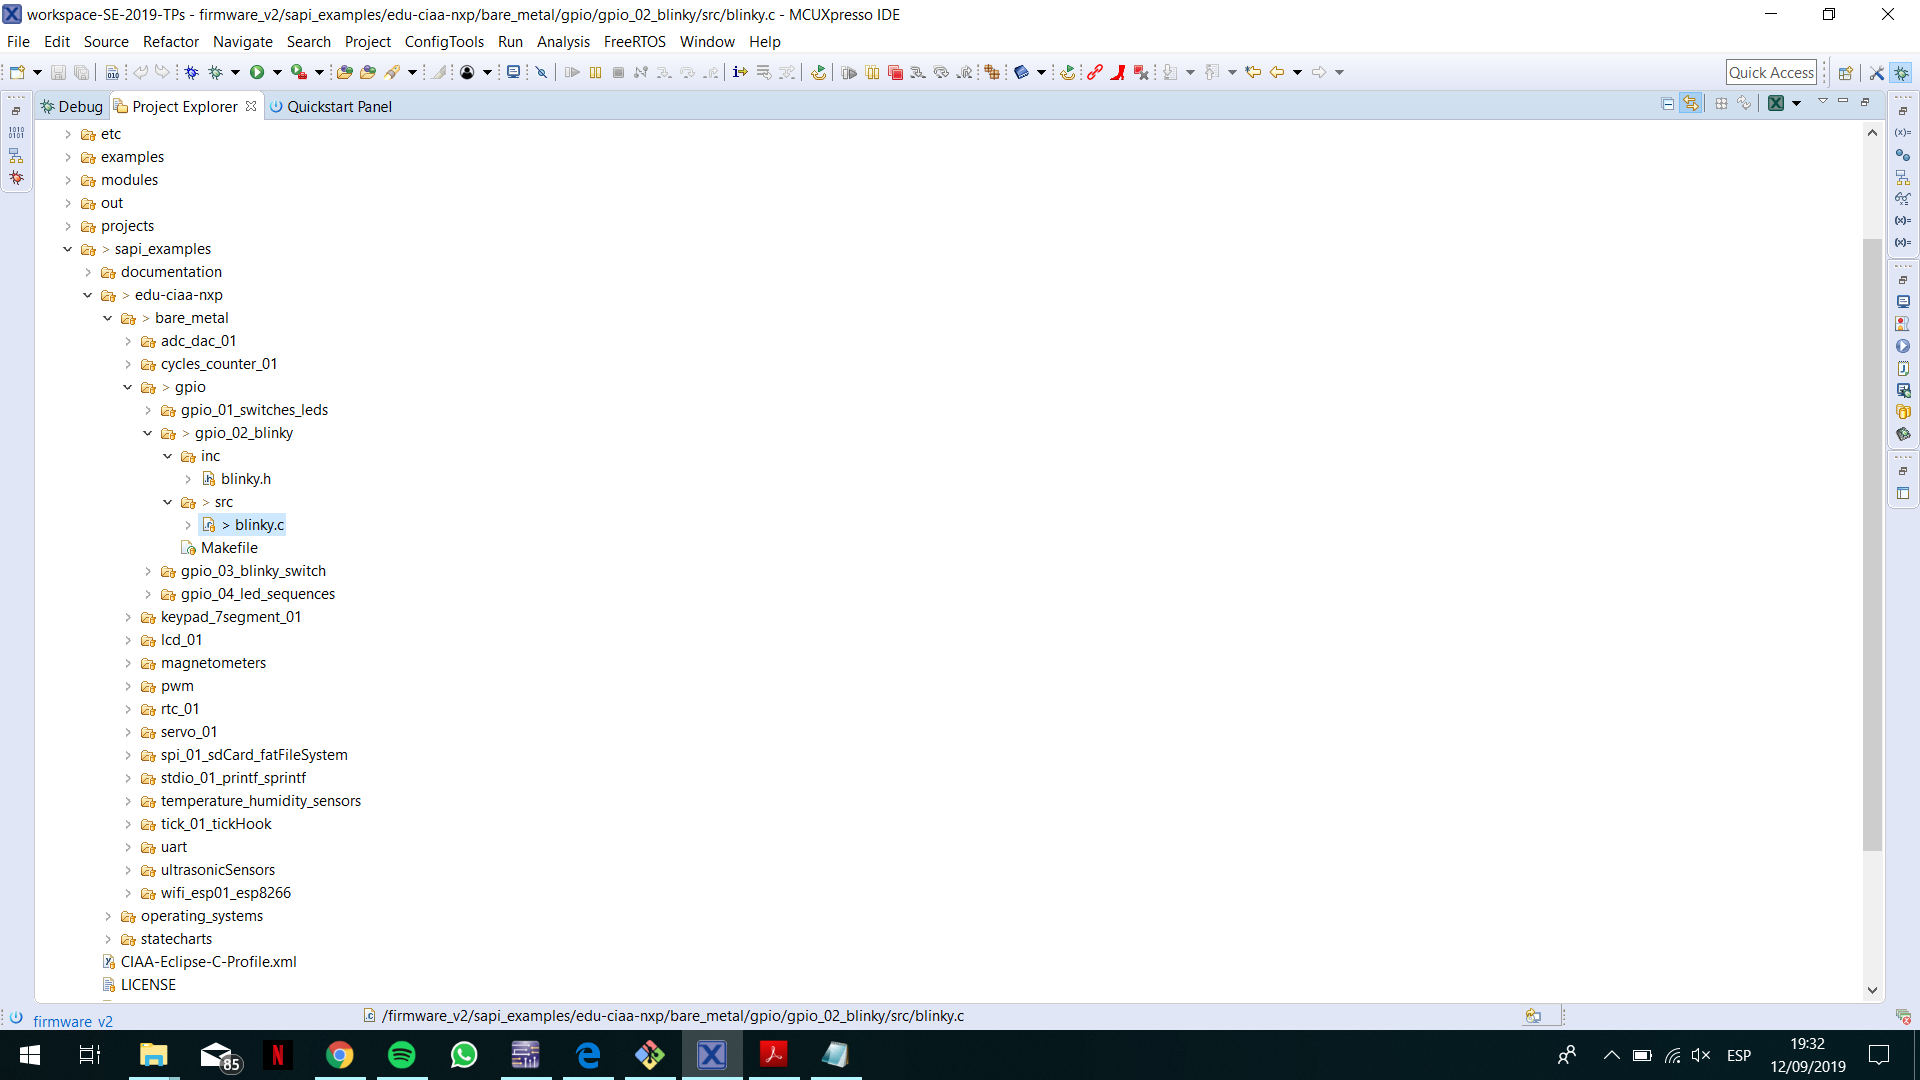 workspace-SE-2019-TPs - firmware_v2/sapi_examples/edu-ciaa-nxp/bare_metal/gpio/gpio_02_blinky/src/blinky.c - MCUXpresso IDE
File Edit Source Refactor Navigate Search Project ConfigTools Run Analysis FreeRTOS Window Help
Quick Access
Debug Project Explorer Quickstart Panel
etc
examples
modules
out
projects
> sapi_examples
documentation
> edu-ciaa-nxp
> bare_metal
adc_dac_01
cycles_counter_01
> gpio
gpio_01_switches_leds
> gpio_02_blinky
inc
blinky.h
> src
> blinky.c
Makefile
gpio_03_blinky_switch
gpio_04_led_sequences
keypad_7segment_01
lcd_01
magnetometers
pwm
rtc_01
servo_01
spi_01_sdCard_fatFileSystem
stdio_01_printf_sprintf
temperature_humidity_sensors
tick_01_tickHook
uart
ultrasonicSensors
wifi_esp01_esp8266
operating_systems
statecharts
CIAA-Eclipse-C-Profile.xml
LICENSE
firmware_v2 /firmware_v2/sapi_examples/edu-ciaa-nxp/bare_metal/gpio/gpio_02_blinky/src/blinky.c
85
ESP
19:32
12/09/2019